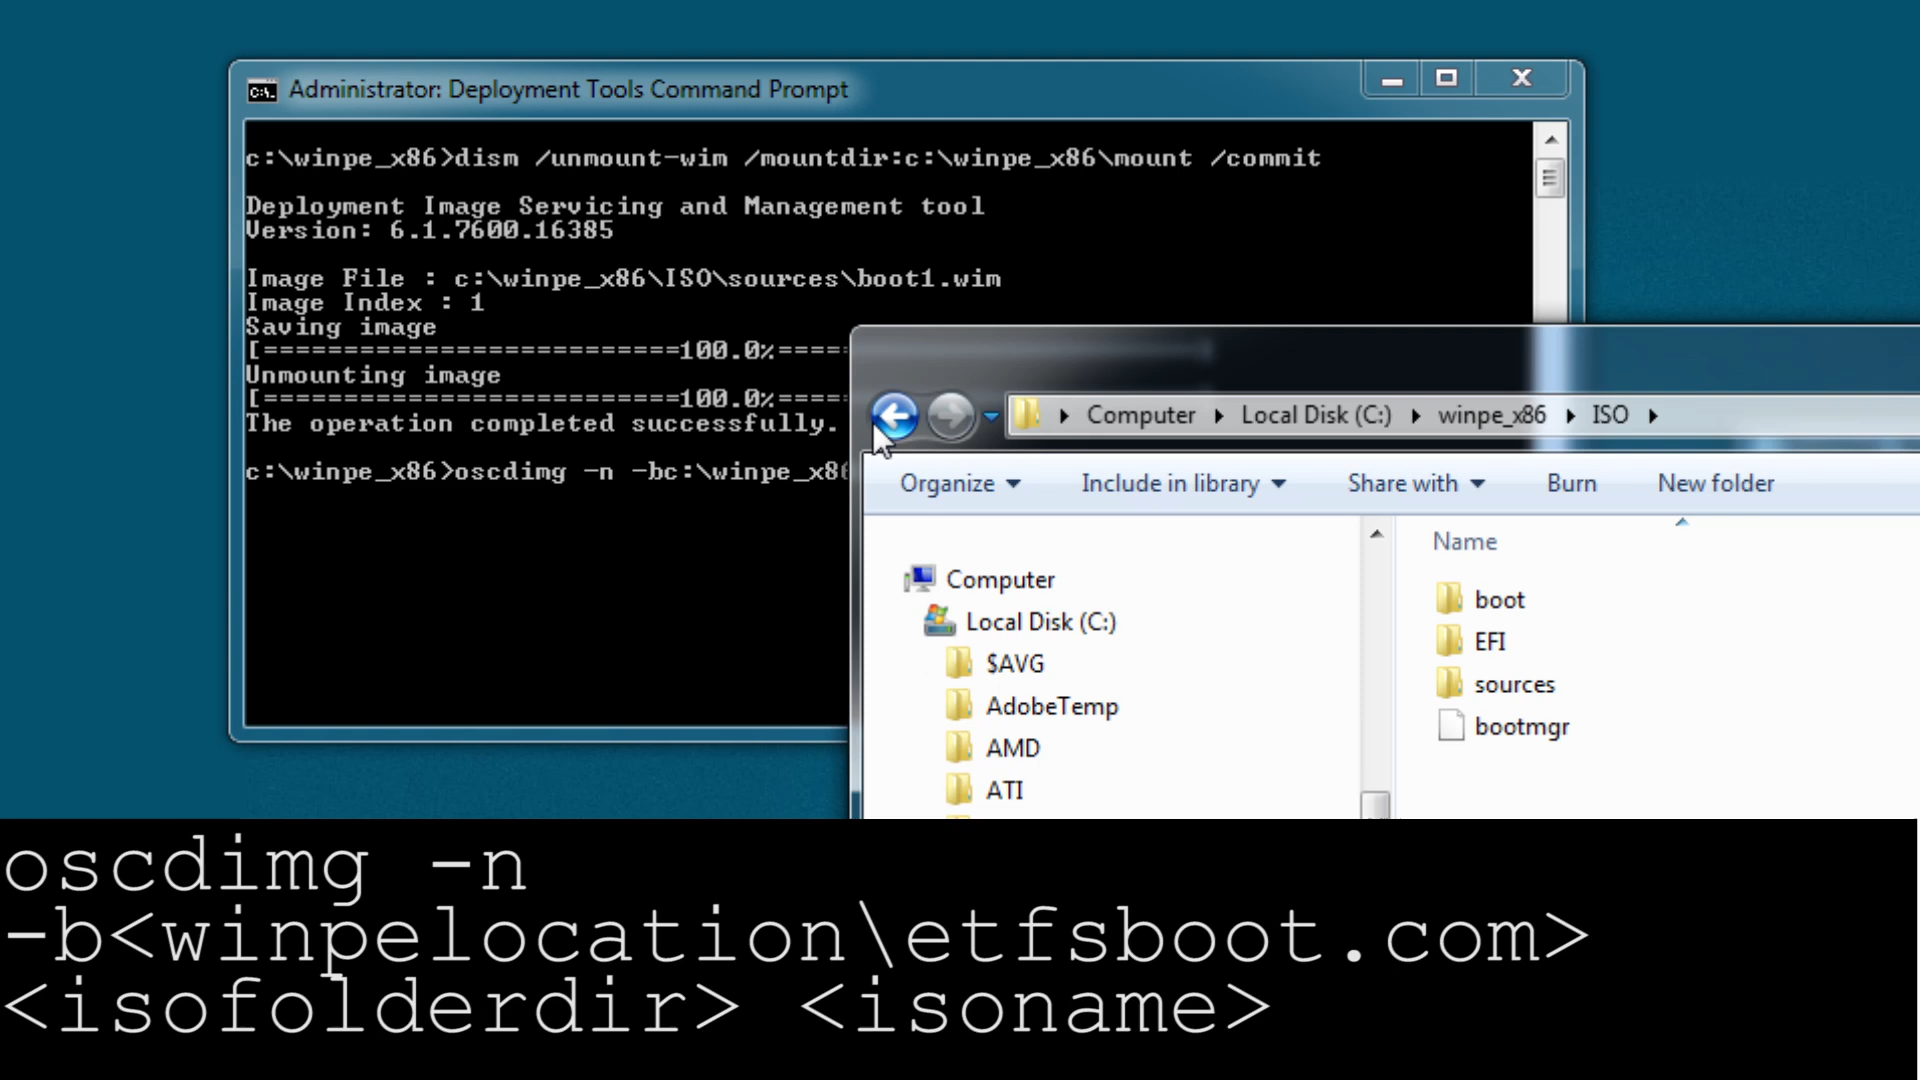 Administrator: Deployment Tools Command Prompt
c:\winpe_x86>dism /unmount-wim /mountdir:c:\winpe_x86\mount /commit
Deployment Image Servicing and Management tool
Version: 6.1.7600.16385
Image File : c:\winpe_x86\ISO\sources\boot1.wim
Image Index : 1
Saving image
[==========================100.0%=====
Unmounting image
[==========================100.0%=====
The operation completed successfully.
c:\winpe_x86>oscdimg -n -bc:\winpe_x86
Computer Local Disk (C:) winpe_x86 ISO
Organize Include in library Share with Burn New folder
Name
Computer
Local Disk (C:)
$AVG
AdobeTemp
AMD
ATI
boot
EFI
sources
bootmgr
oscdimg -n
-b<winpelocation\etfsboot.com>
<isofolderdir> <isoname>